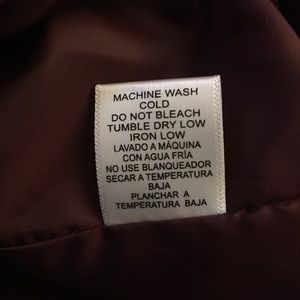 MACHINE WASH
COLD
DO NOT BLEACH
TUMBLE DRY LOW
IRON LOW
LAVADO A MÁQUINA
CON AGUA FRÍA
NO USE BLANQUEADOR
SECAR A TEMPERATURA
BAJA
PLANCHAR A
TEMPERATURA BAJA